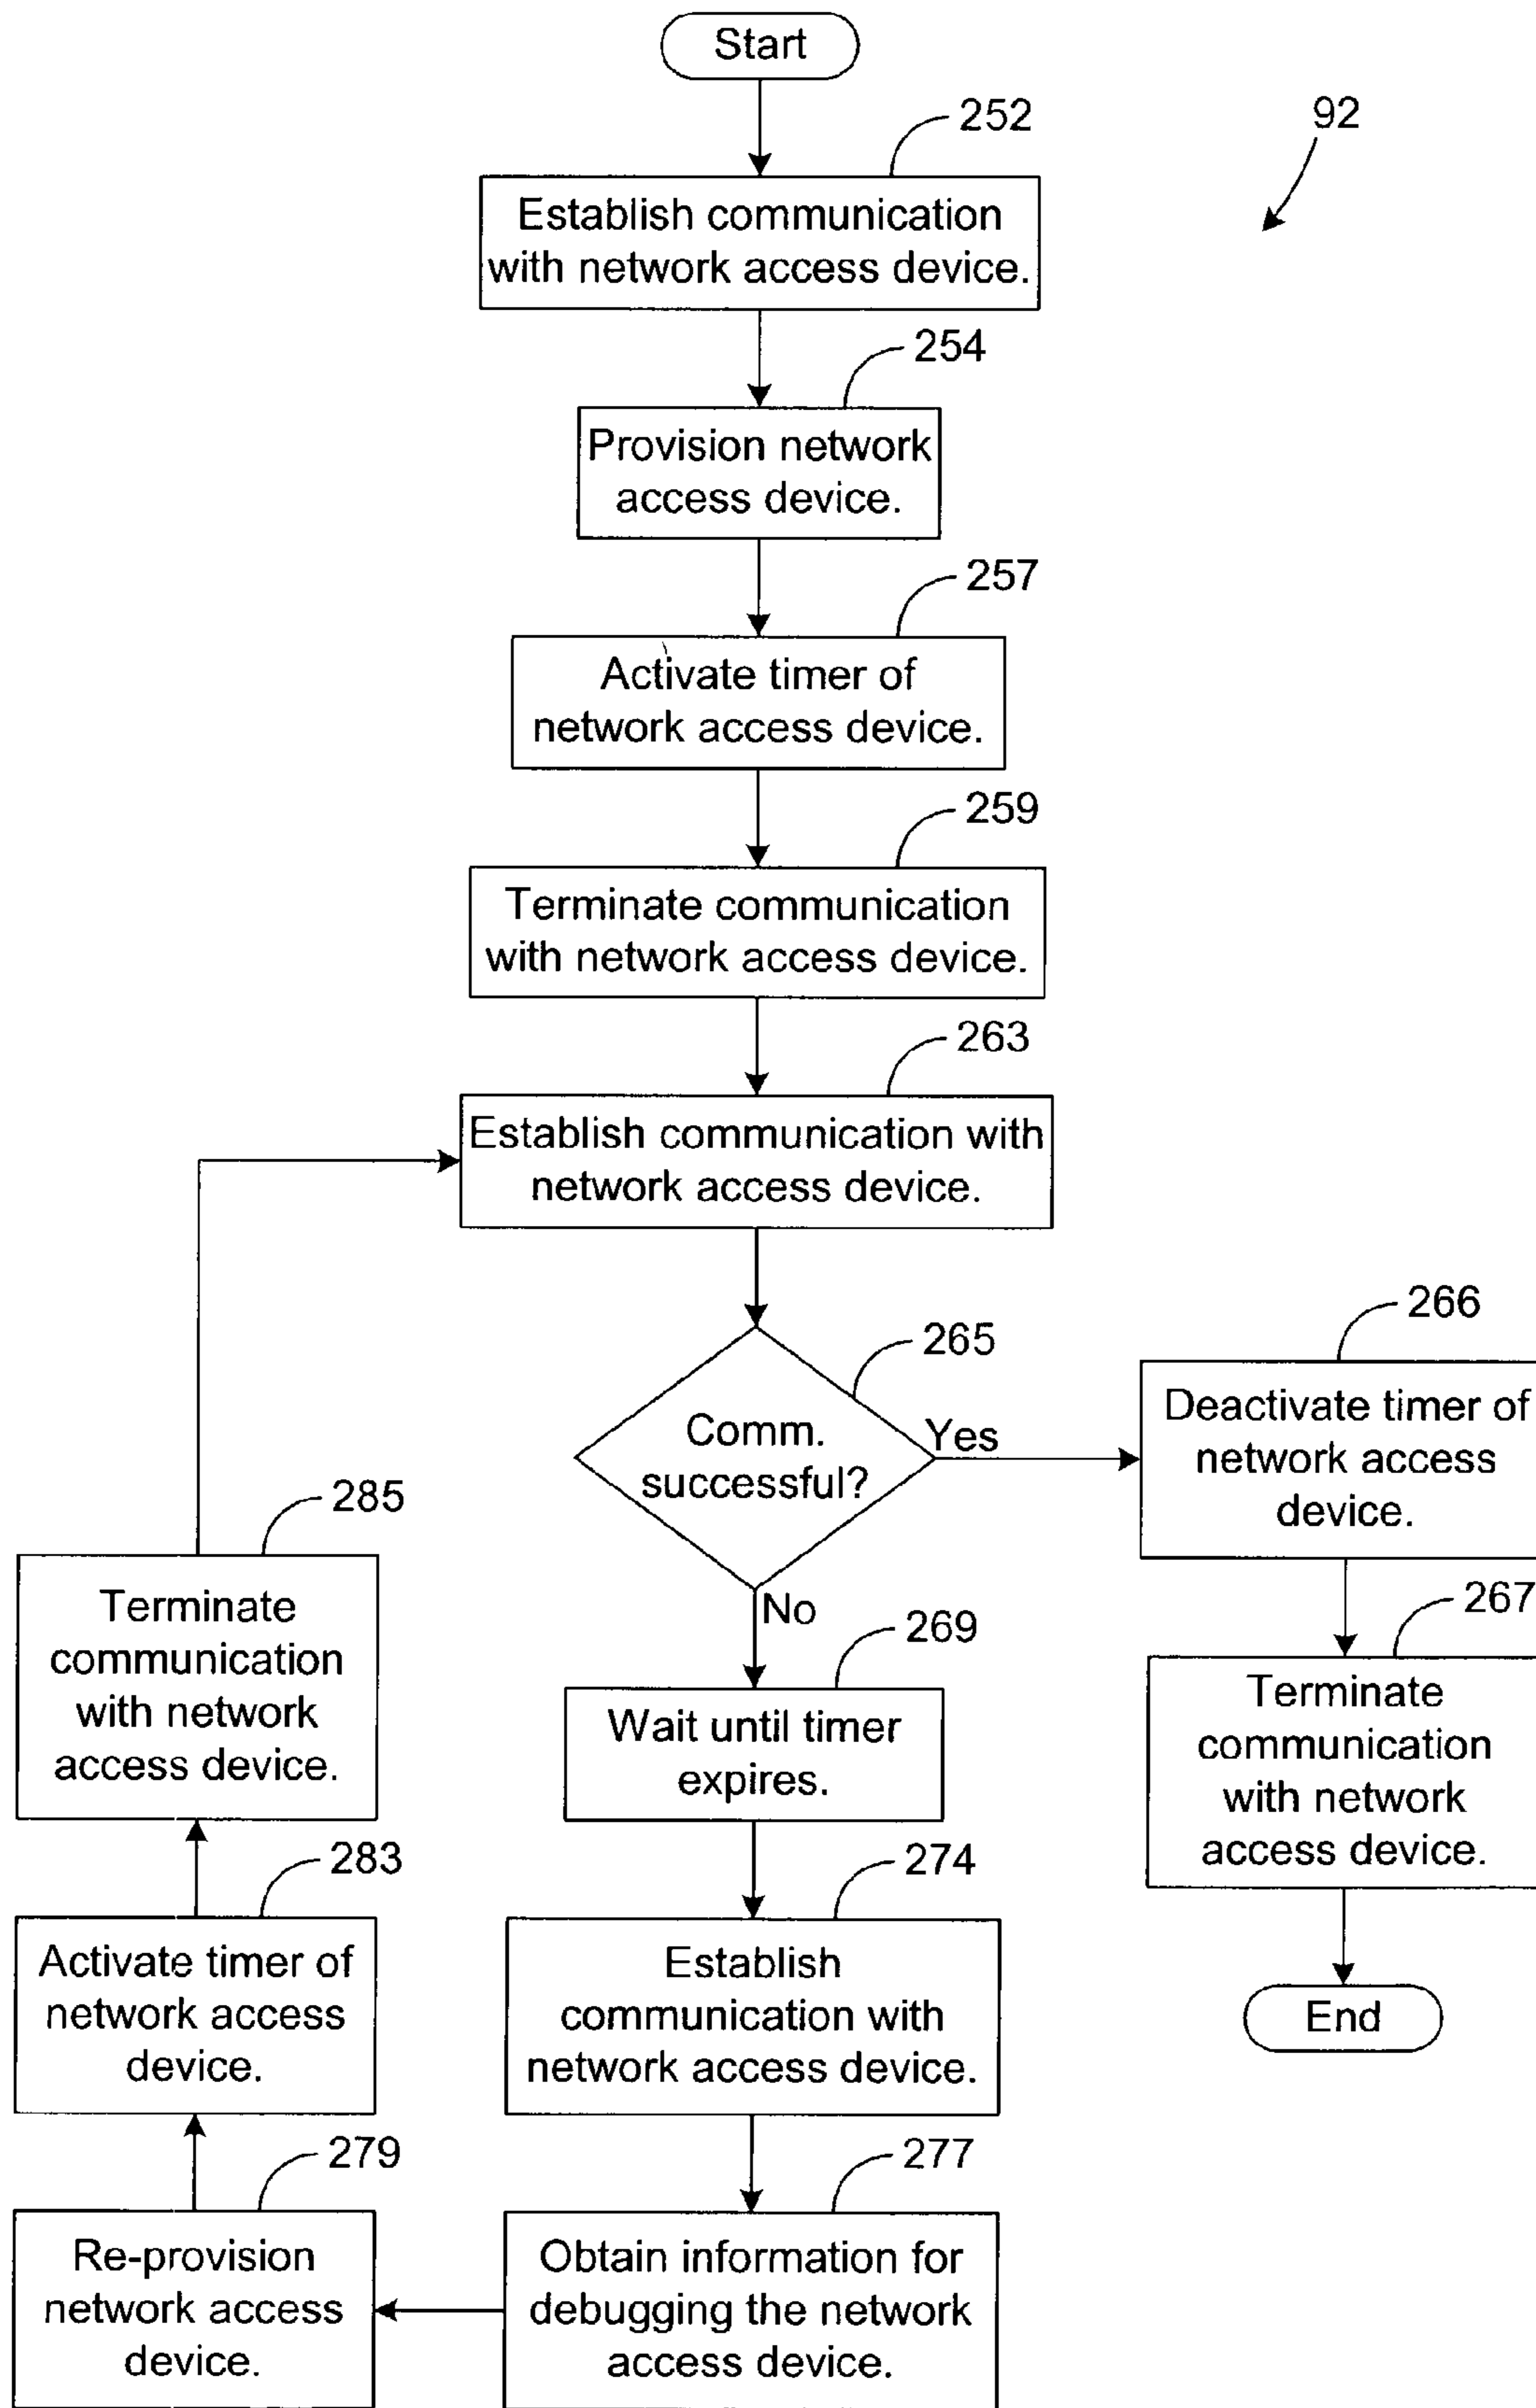 Start
252
92
Establish communication
with network access device.
254
Provision network
access device.
257
Activate timer of
network access device.
259
Terminate communication
with network access device.
263
Establish communication with
network access device.
265
Comm.
successful?
Yes
266
Deactivate timer of
network access
device.
267
Terminate
communication
with network
access device.
End
No
269
Wait until timer
expires.
274
Establish
communication with
network access device.
277
Obtain information for
debugging the network
access device.
279
Re-provision
network access
device.
283
Activate timer of
network access
device.
285
Terminate
communication
with network
access device.